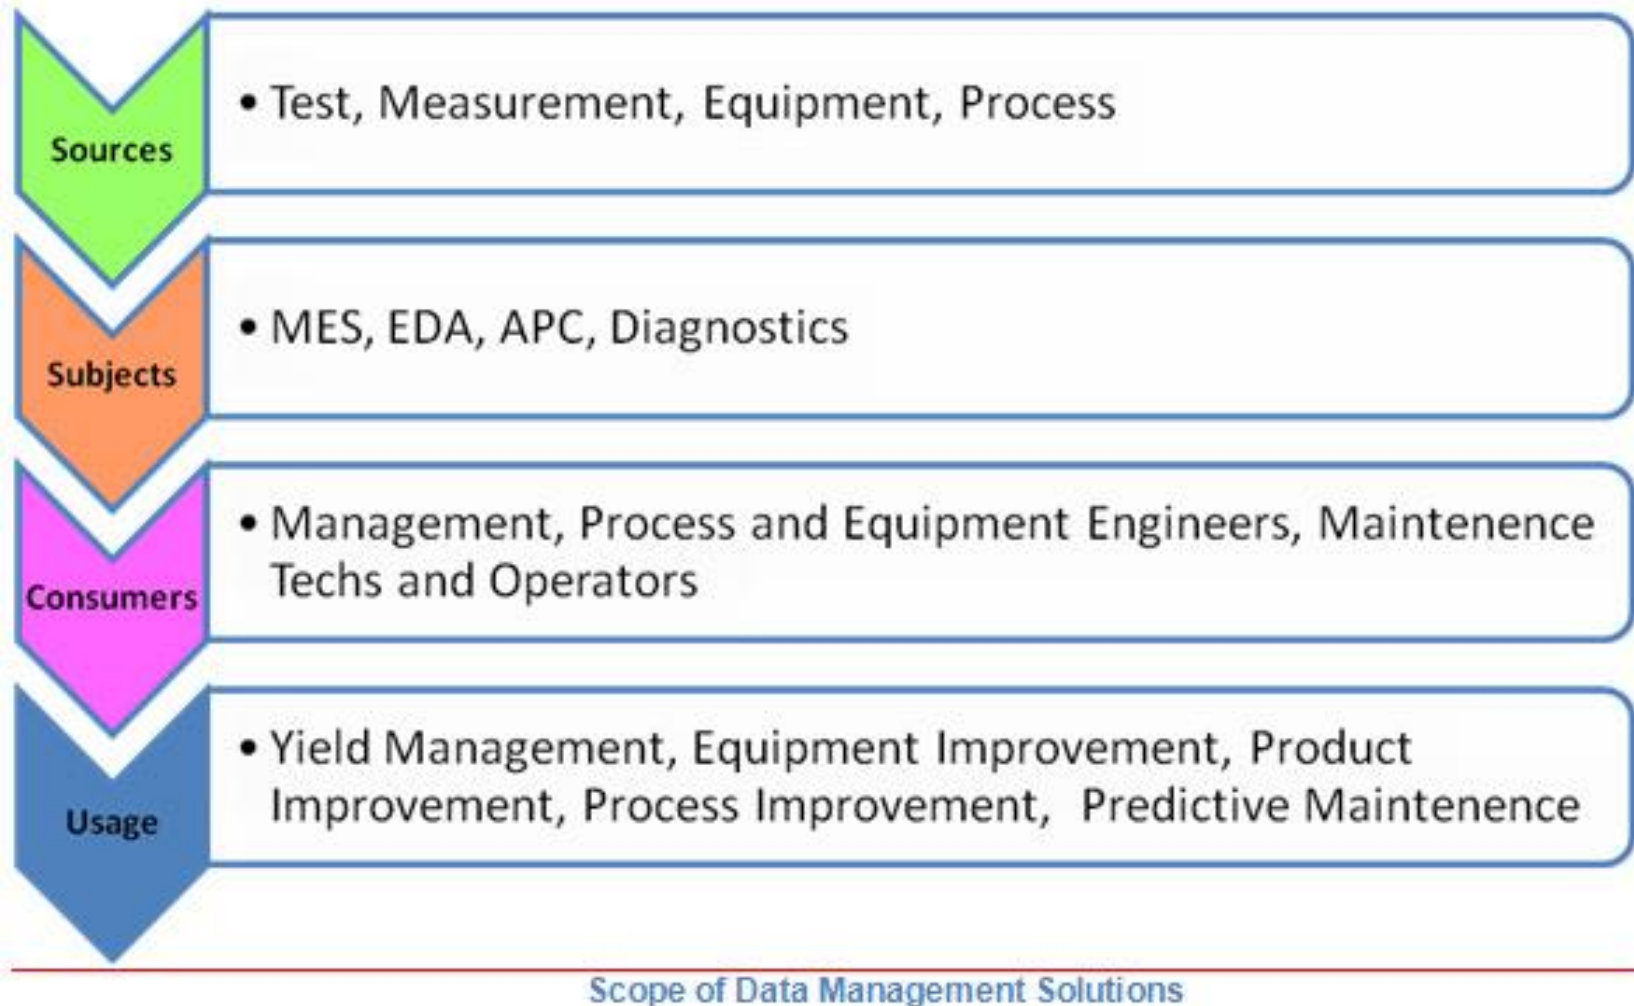 Sources
• Test, Measurement, Equipment, Process
Subjects
• MES, EDA, APC, Diagnostics
Consumers
• Management, Process and Equipment Engineers, Maintenence
Techs and Operators
Usage
• Yield Management, Equipment Improvement, Product
Improvement, Process Improvement, Predictive Maintenence
Scope of Data Management Solutions